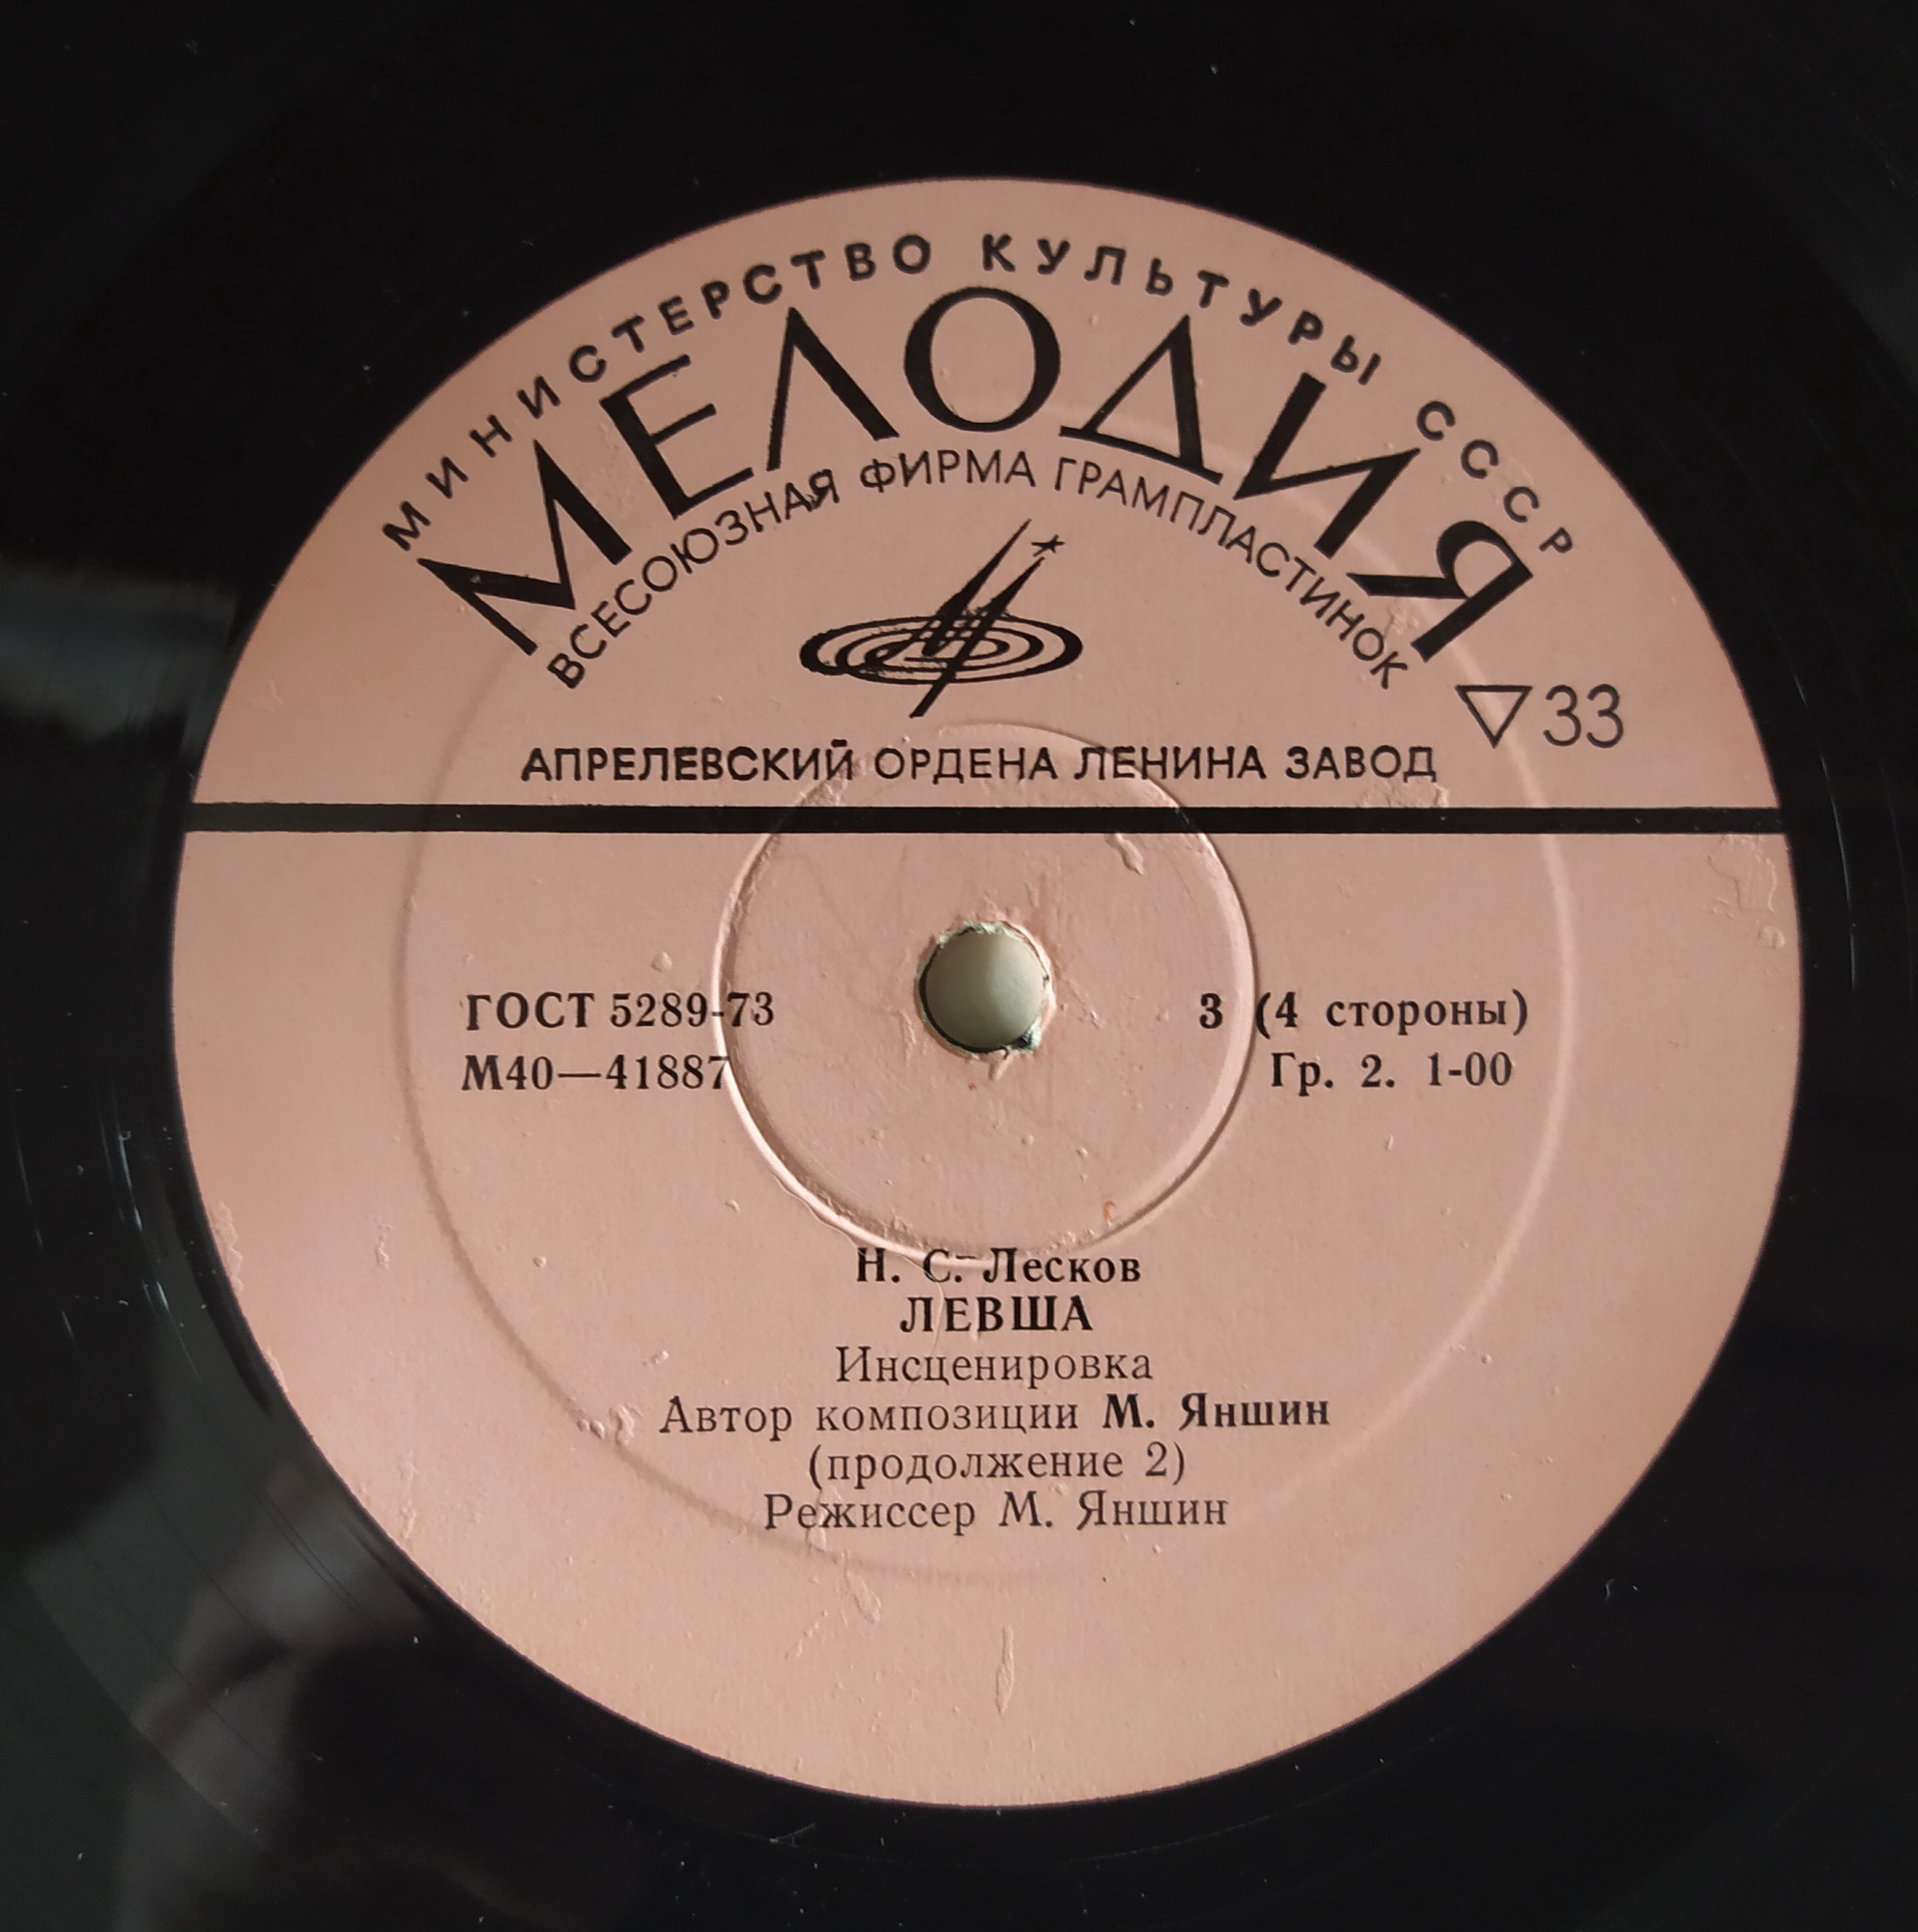 МИНИСТЕРСТВО КУЛЬТУРЫ СССР
МЕЛОДИЯ
ВСЕСОЮЗНАЯ ФИРМА ГРАМПЛАСТИНОК
▽33
АПРЕЛЕВСКИЙ ОРДЕНА ЛЕНИНА ЗАВОД
ГОСТ 5289-73
М40—41887
3 (4 стороны)
Гр. 2. 1-00
Н. С. Лесков
ЛЕВША
Инсценировка
Автор композиции М. Яншин
(продолжение 2)
Режиссер М. Яншин